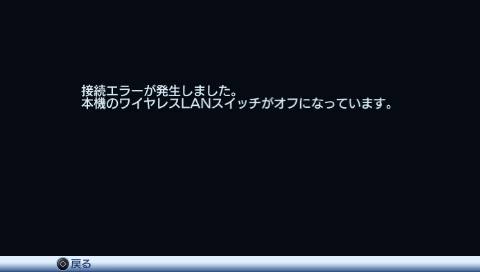 接続エラーが発生しました。
本機のワイヤレスLANスイッチがオフになっています。
戻る